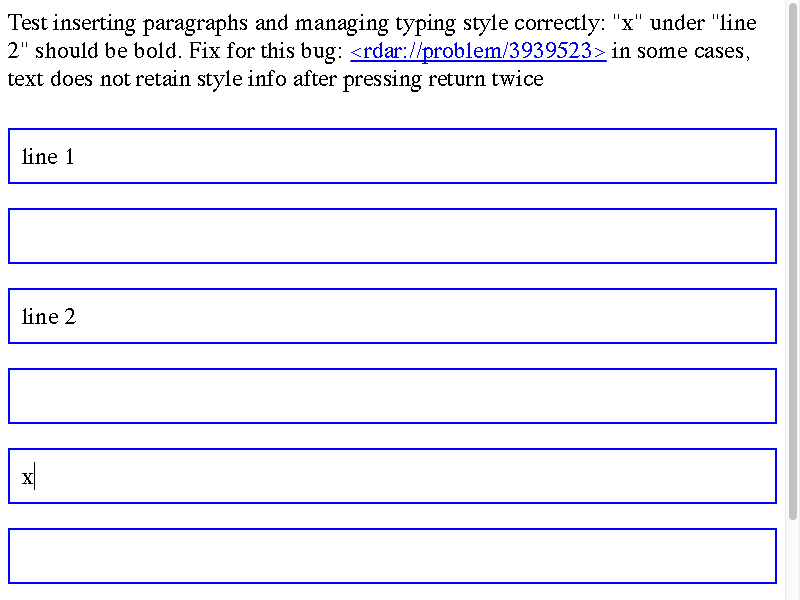 Test inserting paragraphs and managing typing style correctly: "x" under "line
2" should be bold. Fix for this bug: <rdar://problem/3939523> in some cases,
text does not retain style info after pressing return twice
line 1
line 2
x